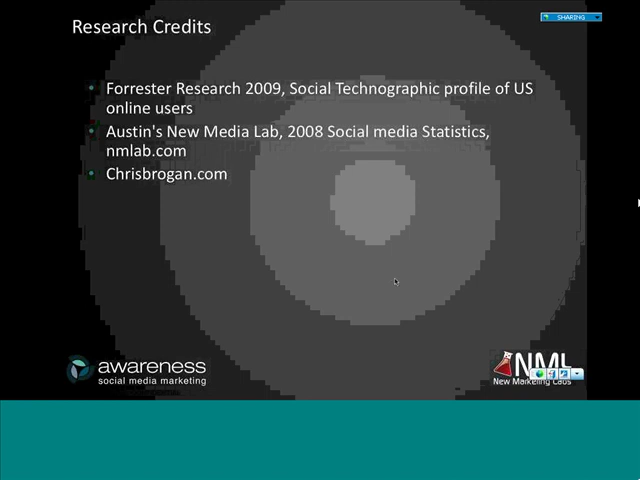 Research Credits
SHARING
Forrester Research 2009, Social Technographic profile of US
online users
Austin's New Media Lab, 2008 Social media Statistics,
nmlab.com
Chrisbrogan.com
awareness
social media marketing
NML
New Marketing Labs